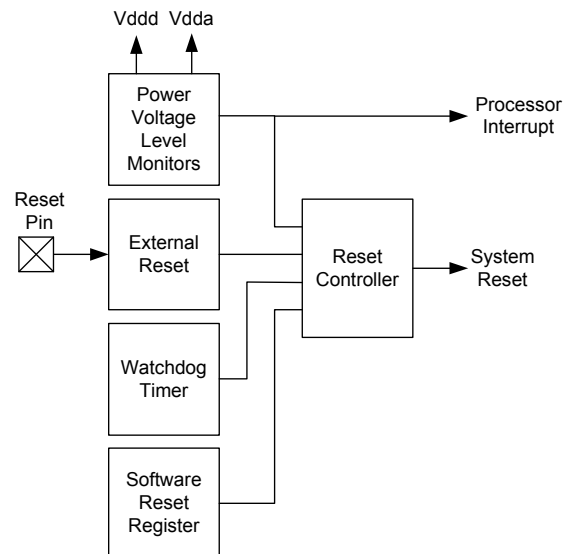 Vddd Vdda
Power
Voltage
Level
Monitors
Processor
Interrupt
Reset
Pin
External
Reset
Reset
Controller
System
Reset
Watchdog
Timer
Software
Reset
Register